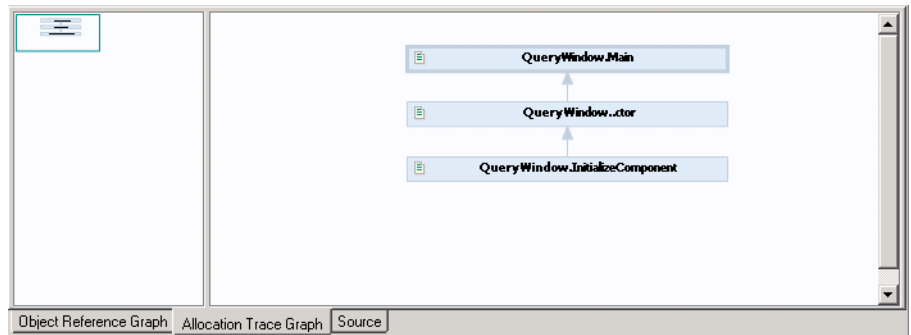 QueryWindow.Main
QueryWindow..ctor
QueryWindow.InitializeComponent
Object Reference Graph
Allocation Trace Graph
Source